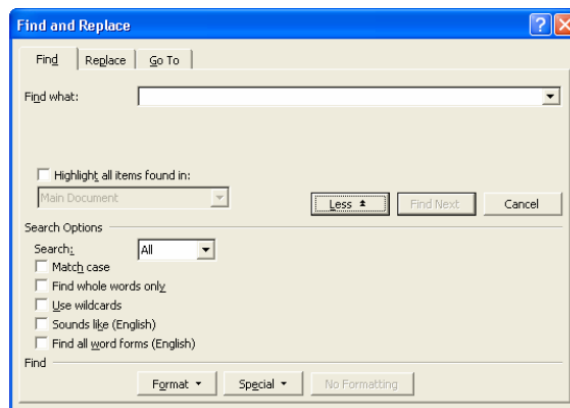 Find and Replace
Find Replace Go To
Find what:
Highlight all items found in:
Main Document
Less Find Next Cancel
Search Options
Search: All
Match case
Find whole words only
Use wildcards
Sounds like (English)
Find all word forms (English)
Find
Format Special No Formatting